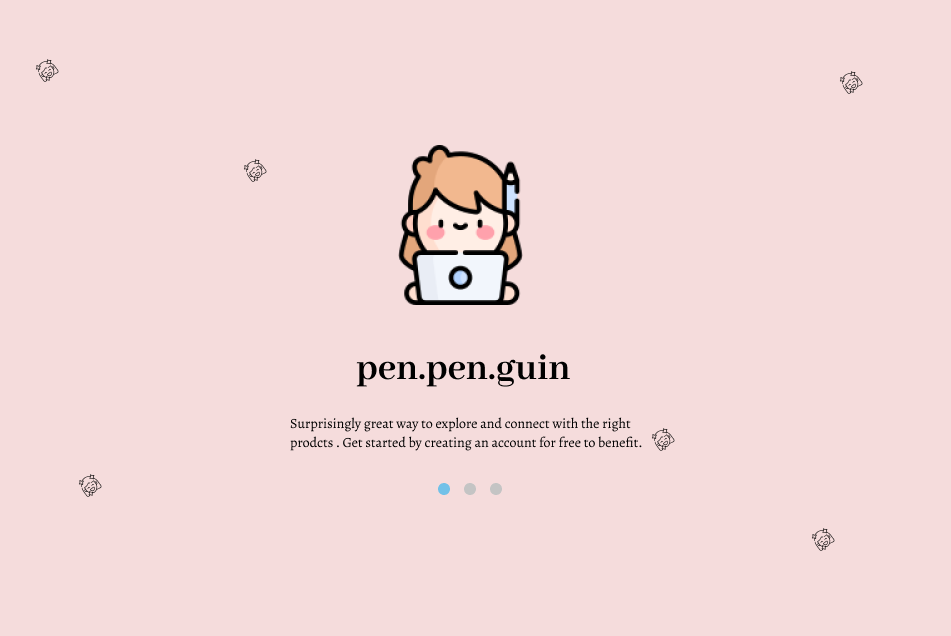 pen.pen.guin
Surprisingly great way to explore and connect with the right
prodcts . Get started by creating an account for free to benefit.